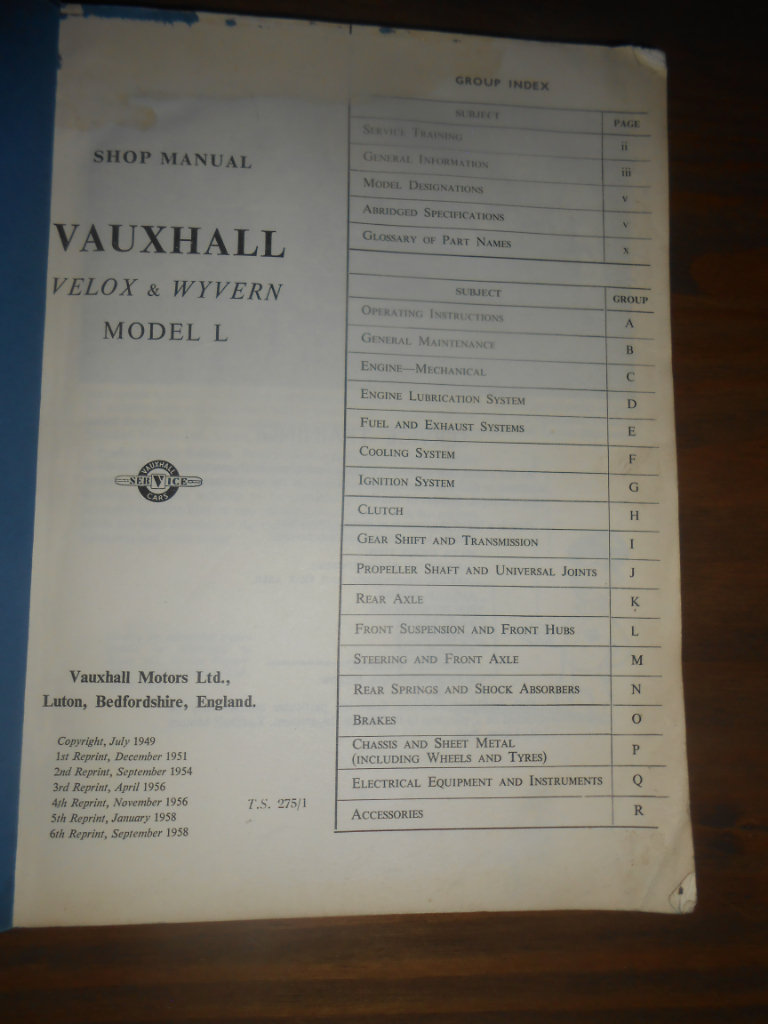 SHOP MANUAL
VAUXHALL
VELOX & WYVERN
MODEL L
VAUXHALL
SERVICE
CARS
Vauxhall Motors Ltd.,
Luton, Bedfordshire, England.
Copyright, July 1949
1st Reprint, December 1951
2nd Reprint, September 1954
3rd Reprint, April 1956
4th Reprint, November 1956
5th Reprint, January 1958
6th Reprint, September 1958
T.S. 275/1
GROUP INDEX
SUBJECT PAGE
SERVICE TRAINING ii
GENERAL INFORMATION iii
MODEL DESIGNATIONS v
ABRIDGED SPECIFICATIONS v
GLOSSARY OF PART NAMES x
SUBJECT GROUP
OPERATING INSTRUCTIONS A
GENERAL MAINTENANCE B
ENGINE—MECHANICAL C
ENGINE LUBRICATION SYSTEM D
FUEL AND EXHAUST SYSTEMS E
COOLING SYSTEM F
IGNITION SYSTEM G
CLUTCH H
GEAR SHIFT AND TRANSMISSION I
PROPELLER SHAFT AND UNIVERSAL JOINTS J
REAR AXLE K
FRONT SUSPENSION AND FRONT HUBS L
STEERING AND FRONT AXLE M
REAR SPRINGS AND SHOCK ABSORBERS N
BRAKES O
CHASSIS AND SHEET METAL
(INCLUDING WHEELS AND TYRES) P
ELECTRICAL EQUIPMENT AND INSTRUMENTS Q
ACCESSORIES R